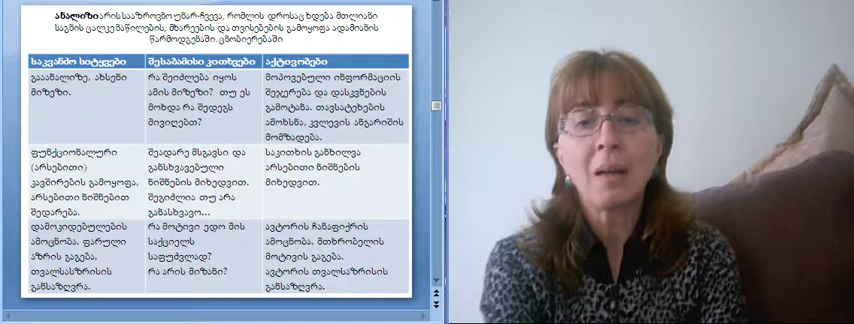 ანალიზი არის სააზროვნო უნარ-ჩვევა, რომლის დროსაც ხდება მთლიანი
საგნის ცალკე ნაწილების, მხარეების და თვისებების გამოყოფა ადამიანის
წარმოდგენაში. ცნობიერებაში
საკვანძო სიტყვები
შესაბამისი კითხვები
აქტივობები
გააანალიზე, ახსენი
მიზეზი.
რა შეიძლება იყოს
ამის მიზეზი? თუ ეს
მოხდა რა შედეგს
მივიღებთ?
მოპოვებული ინფორმაციის
შეჯერება და დასკვნების
გამოტანა. თავსატეხების
ამოხსნა, კვლევის ანგარიშის
მომზადება.
ფუნქციონალური
(არსებითი)
კავშირების გამოყოფა,
არსებითი ნიშნებით
შედარება.
შეადარე მსგავსი და
განსხვავებული
ნიშნების მიხედვით.
შეგიძლია თუ არა
განასხვავო...
საკითხის განხილვა
არსებითი ნიშნების
მიხედვით.
დამოკიდებულების
ამოცნობა, ფარული
აზრის გაგება,
თვალსაზრისის
განსაზღვრა.
რა მოტივი ედო მის
საქციელს
საფუძვლად?
რა არის მიზანი?
ავტორის ჩანაფიქრის
ამოცნობა, მთხრობელის
მოტივის გაგება.
ავტორის თვალსაზრისის
განსაზღვრა.